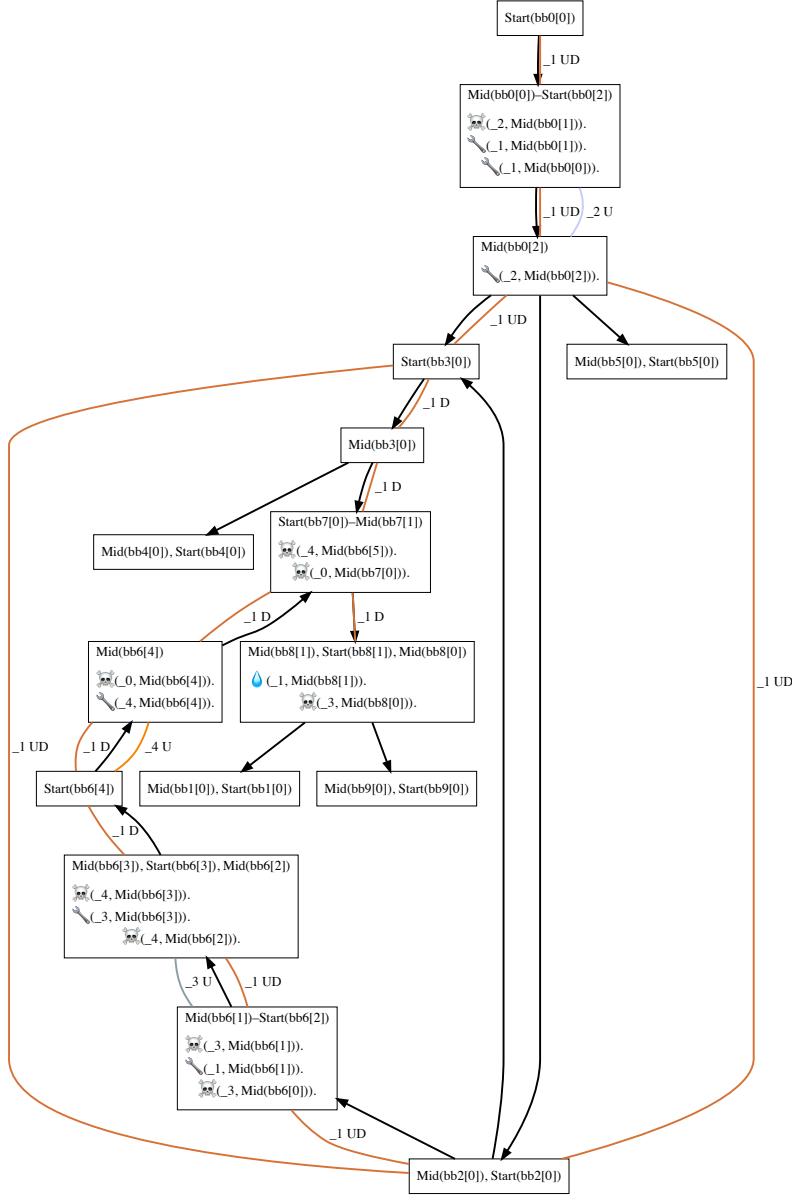 Start(bb0[0])
_1 UD
Mid(bb0[0])–Start(bb0[2])
☠(_2, Mid(bb0[1])).
🔧(_1, Mid(bb0[1])).
🔧(_1, Mid(bb0[0])).
_1 UD
_2 U
Mid(bb0[2])
🔧(_2, Mid(bb0[2])).
_1 UD
Start(bb3[0])
Mid(bb5[0]), Start(bb5[0])
_1 D
Mid(bb3[0])
_1 D
Start(bb7[0])–Mid(bb7[1])
☠(_4, Mid(bb6[5])).
☠(_0, Mid(bb7[0])).
Mid(bb4[0]), Start(bb4[0])
_1 D
_1 D
Mid(bb6[4])
☠(_0, Mid(bb6[4])).
🔧(_4, Mid(bb6[4])).
Mid(bb8[1]), Start(bb8[1]), Mid(bb8[0])
💧(_1, Mid(bb8[1])).
☠(_3, Mid(bb8[0])).
_1 UD
_1 UD
_1 D
_4 U
Start(bb6[4])
Mid(bb1[0]), Start(bb1[0])
Mid(bb9[0]), Start(bb9[0])
_1 D
Mid(bb6[3]), Start(bb6[3]), Mid(bb6[2])
☠(_4, Mid(bb6[3])).
🔧(_3, Mid(bb6[3])).
☠(_4, Mid(bb6[2])).
_3 U
_1 UD
Mid(bb6[1])–Start(bb6[2])
☠(_3, Mid(bb6[1])).
🔧(_1, Mid(bb6[1])).
☠(_3, Mid(bb6[0])).
_1 UD
Mid(bb2[0]), Start(bb2[0])